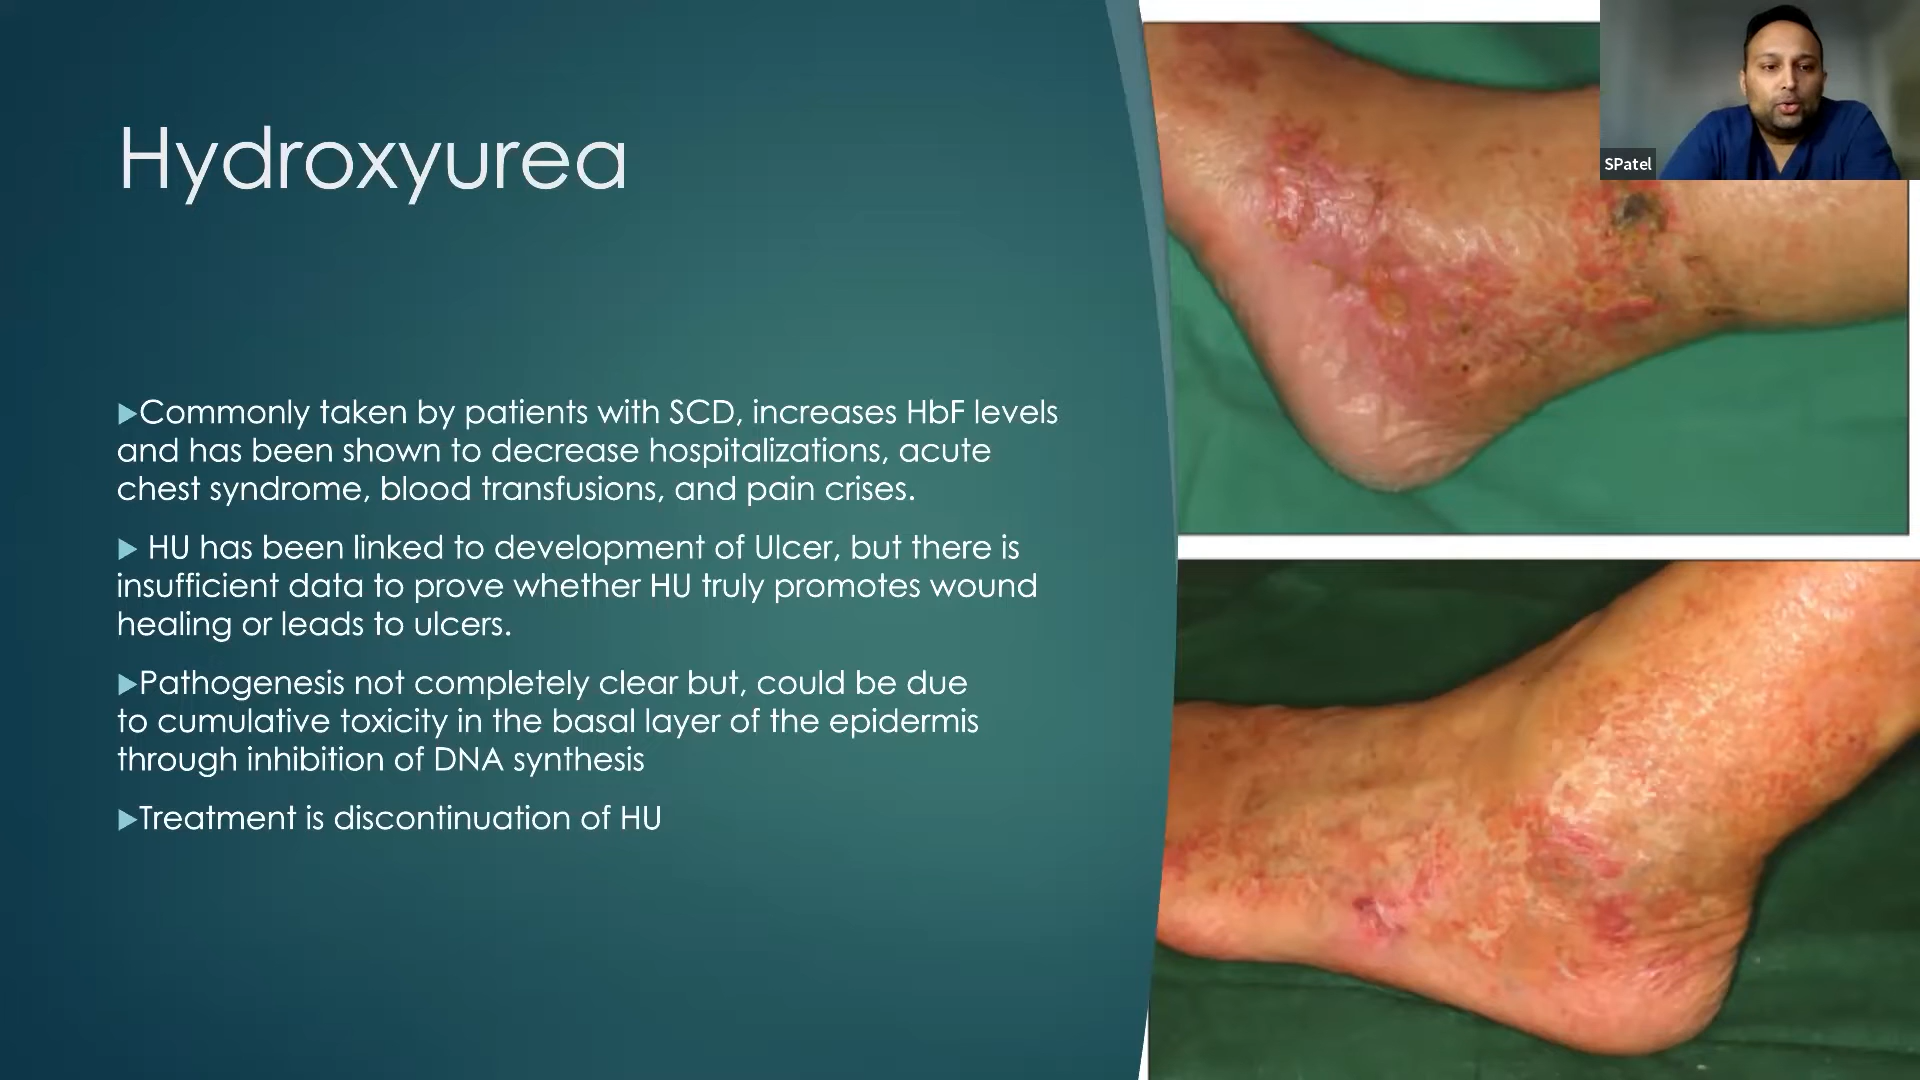 Hydroxyurea
▶Commonly taken by patients with SCD, increases HbF levels
and has been shown to decrease hospitalizations, acute
chest syndrome, blood transfusions, and pain crises.
▶ HU has been linked to development of Ulcer, but there is
insufficient data to prove whether HU truly promotes wound
healing or leads to ulcers.
▶Pathogenesis not completely clear but, could be due
to cumulative toxicity in the basal layer of the epidermis
through inhibition of DNA synthesis
▶Treatment is discontinuation of HU
SPatel